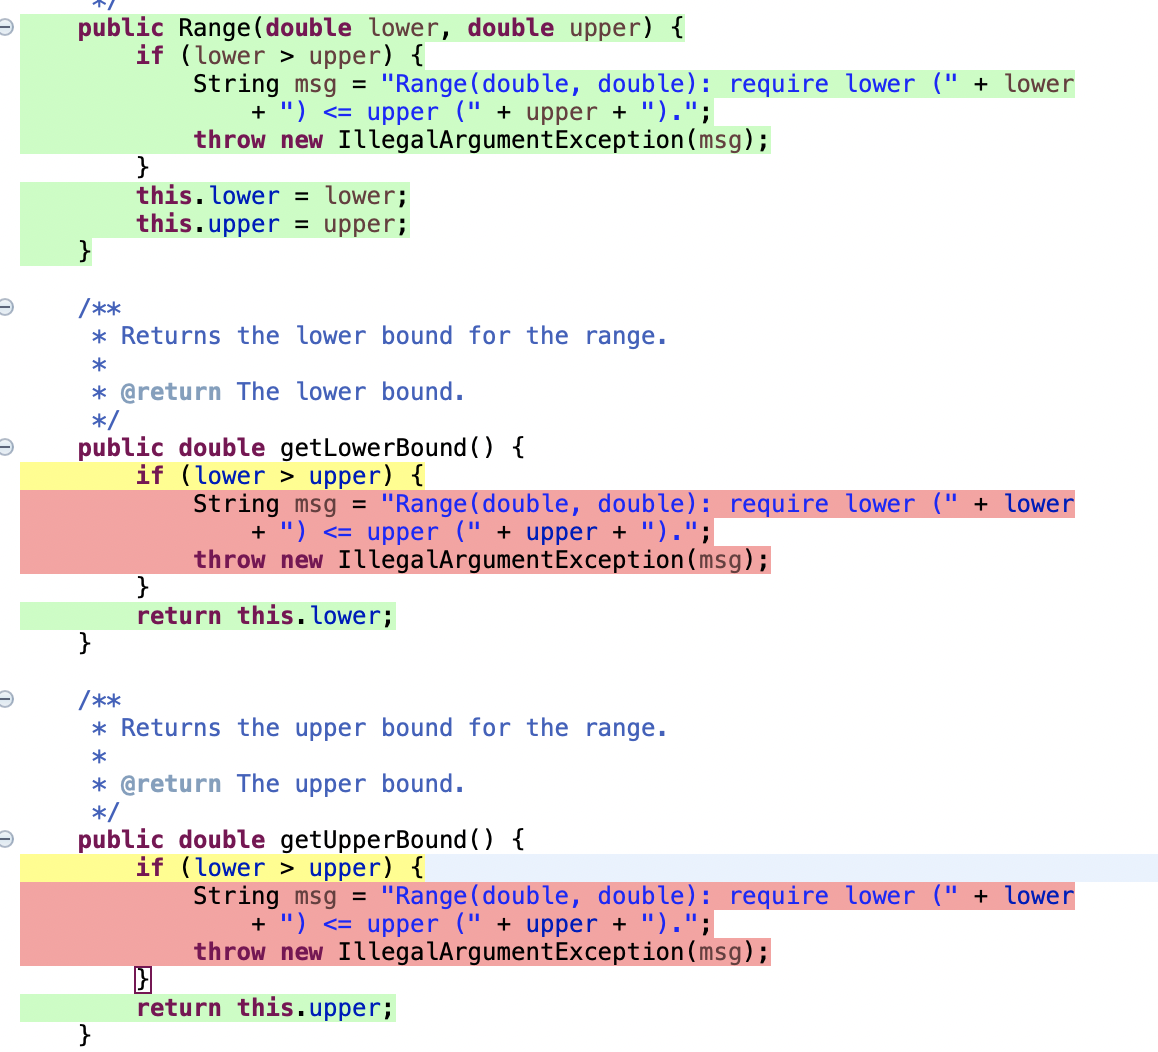 */
public Range(double lower, double upper) {
if (lower > upper) {
String msg = "Range(double, double): require lower (" + lower
+ ") <= upper (" + upper + ").";
throw new IllegalArgumentException(msg);
}
this.lower = lower;
this.upper = upper;
}
/**
* Returns the lower bound for the range.
*
* @return The lower bound.
*/
public double getLowerBound() {
if (lower > upper) {
String msg = "Range(double, double): require lower (" + lower
+ ") <= upper (" + upper + ").";
throw new IllegalArgumentException(msg);
}
return this.lower;
}
/**
* Returns the upper bound for the range.
*
* @return The upper bound.
*/
public double getUpperBound() {
if (lower > upper) {
String msg = "Range(double, double): require lower (" + lower
+ ") <= upper (" + upper + ").";
throw new IllegalArgumentException(msg);
}
return this.upper;
}